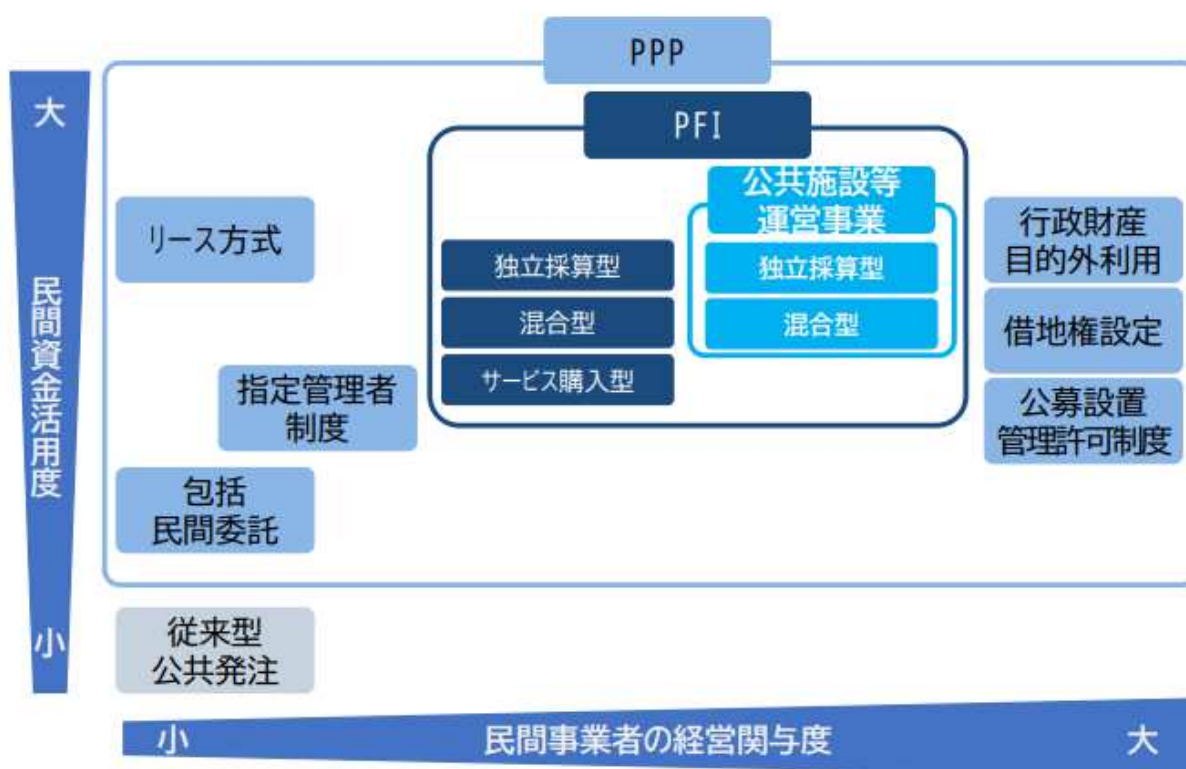 PPP
PFI
大
民間資金活用度
小
リース方式
指定管理者
制度
包括
民間委託
従来型
公共発注
独立採算型
混合型
サービス購入型
公共施設等
運営事業
独立採算型
混合型
行政財産
目的外利用
借地権設定
公募設置
管理許可制度
小
民間事業者の経営関与度
大